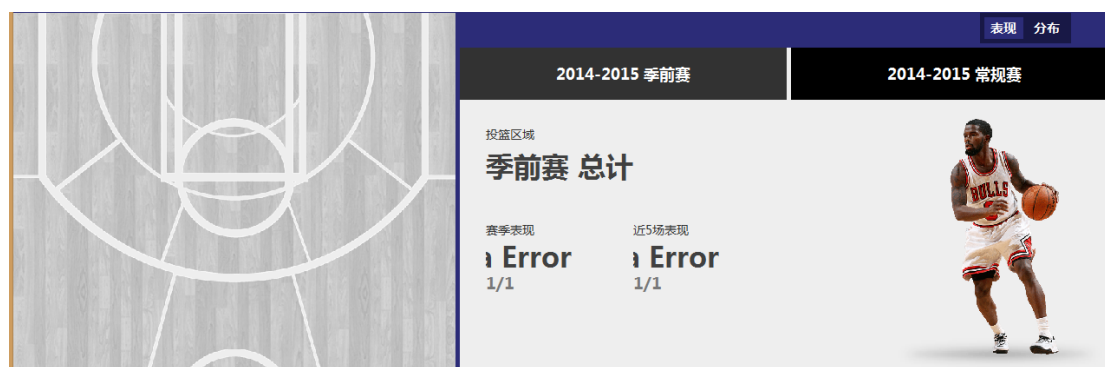 表现 分布
2014-2015 季前赛
2014-2015 常规赛
投篮区域
季前赛 总计
赛季表现
近5场表现
a Error
a Error
1/1
1/1
BULLS